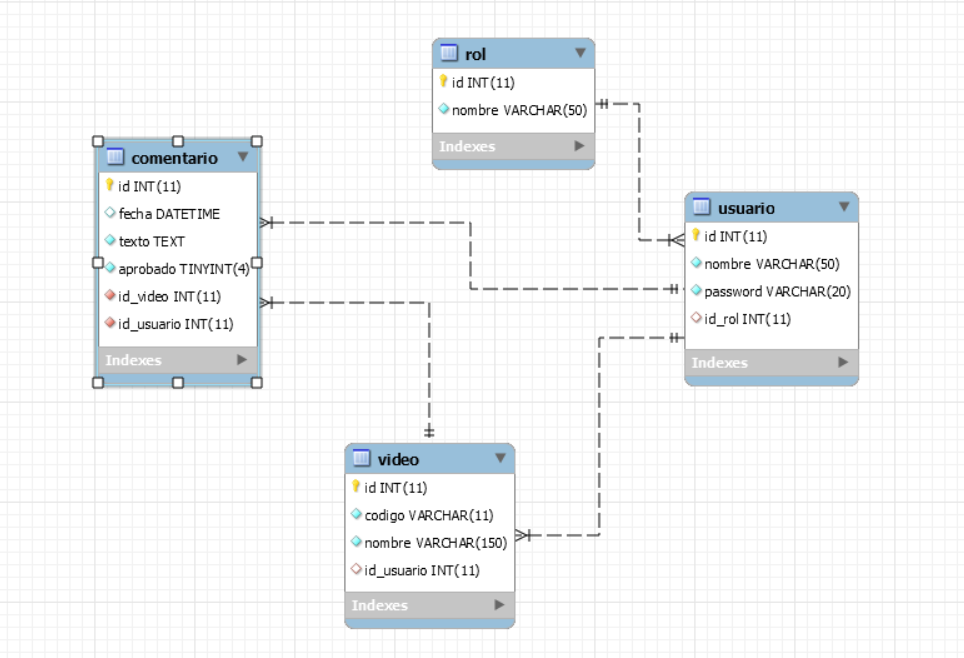 rol
id INT(11)
nombre VARCHAR(50)
Indexes
comentario
id INT(11)
fecha DATETIME
texto TEXT
aprobado TINYINT(4)
id_video INT(11)
id_usuario INT(11)
Indexes
usuario
id INT(11)
nombre VARCHAR(50)
password VARCHAR(20)
id_rol INT(11)
Indexes
video
id INT(11)
codigo VARCHAR(11)
nombre VARCHAR(150)
id_usuario INT(11)
Indexes